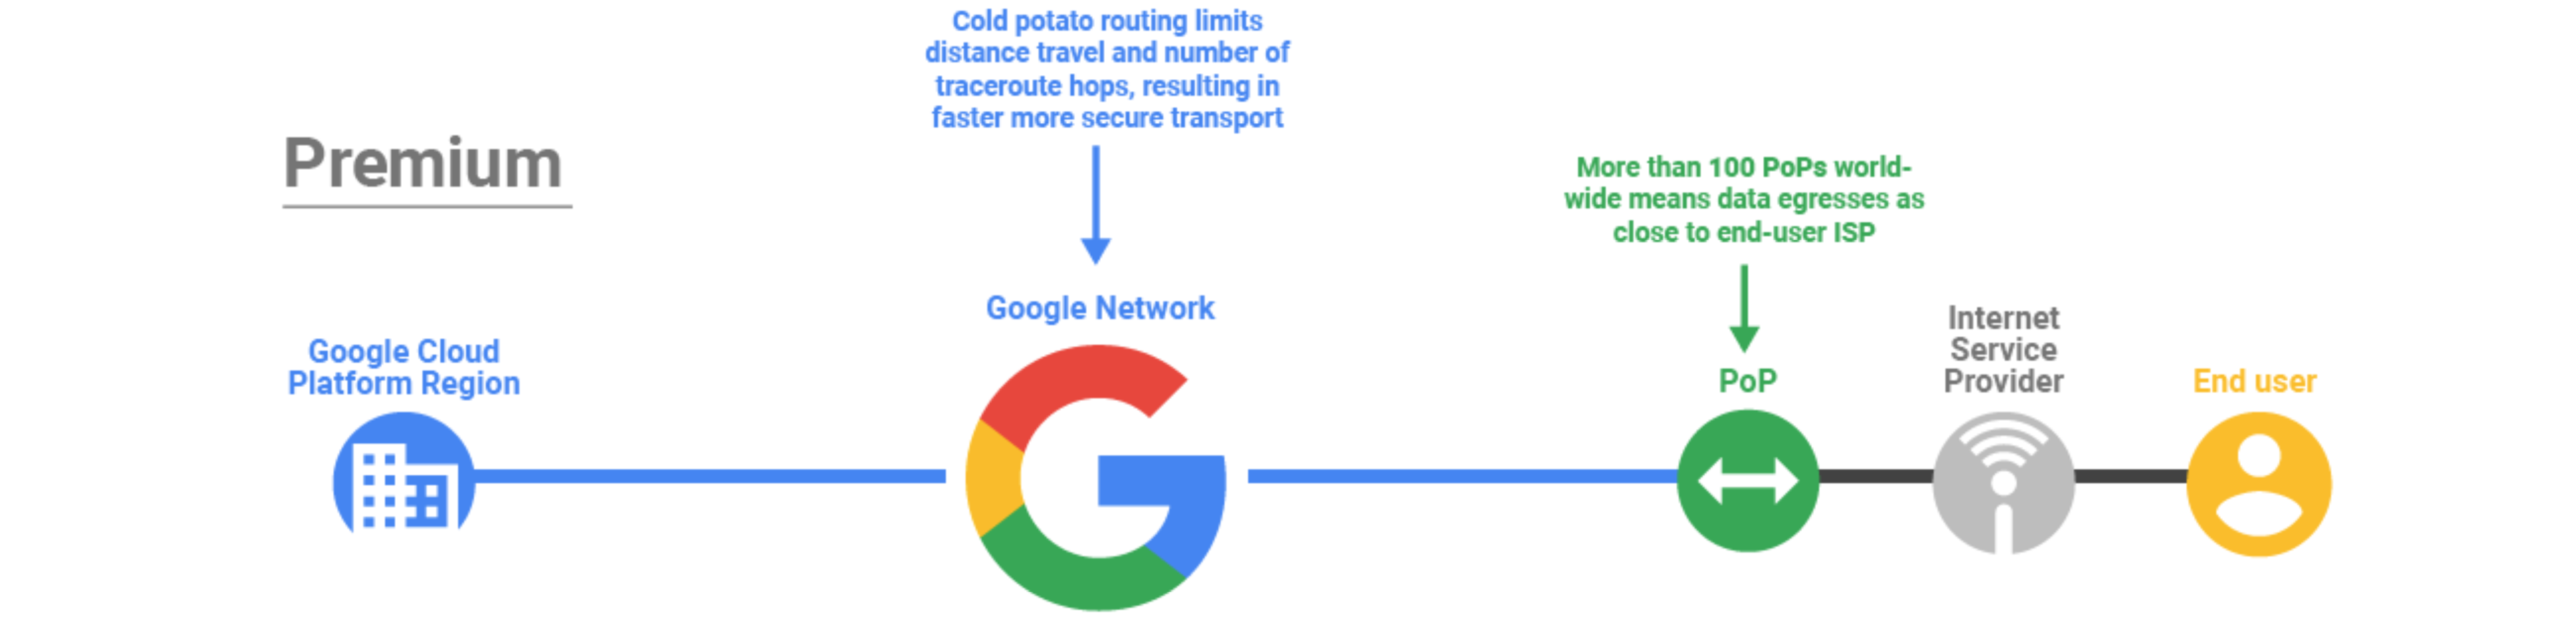 Premium
Cold potato routing limits
distance travel and number of
traceroute hops, resulting in
faster more secure transport
More than 100 PoPs world-
wide means data egresses as
close to end-user ISP
Google Cloud
Platform Region
Google Network
PoP
Internet
Service
Provider
End user